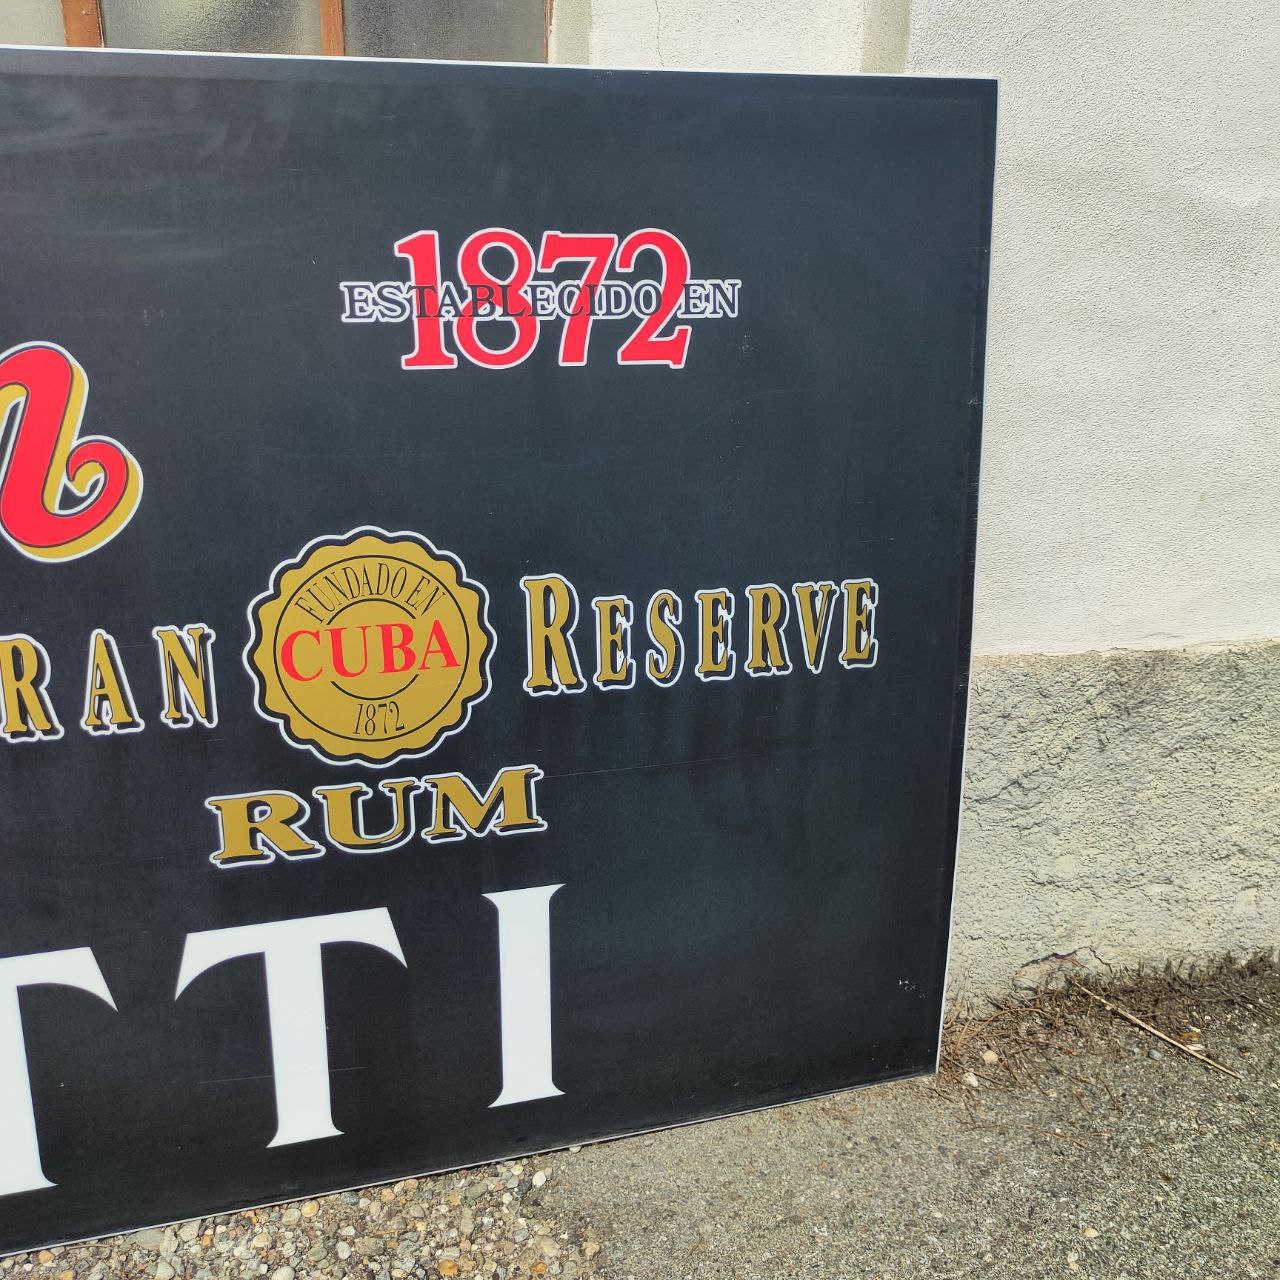 1872
ESTABLECIDO EN
n
RAN
FUNDADO EN
CUBA
1872
RESERVE
RUM
TTI